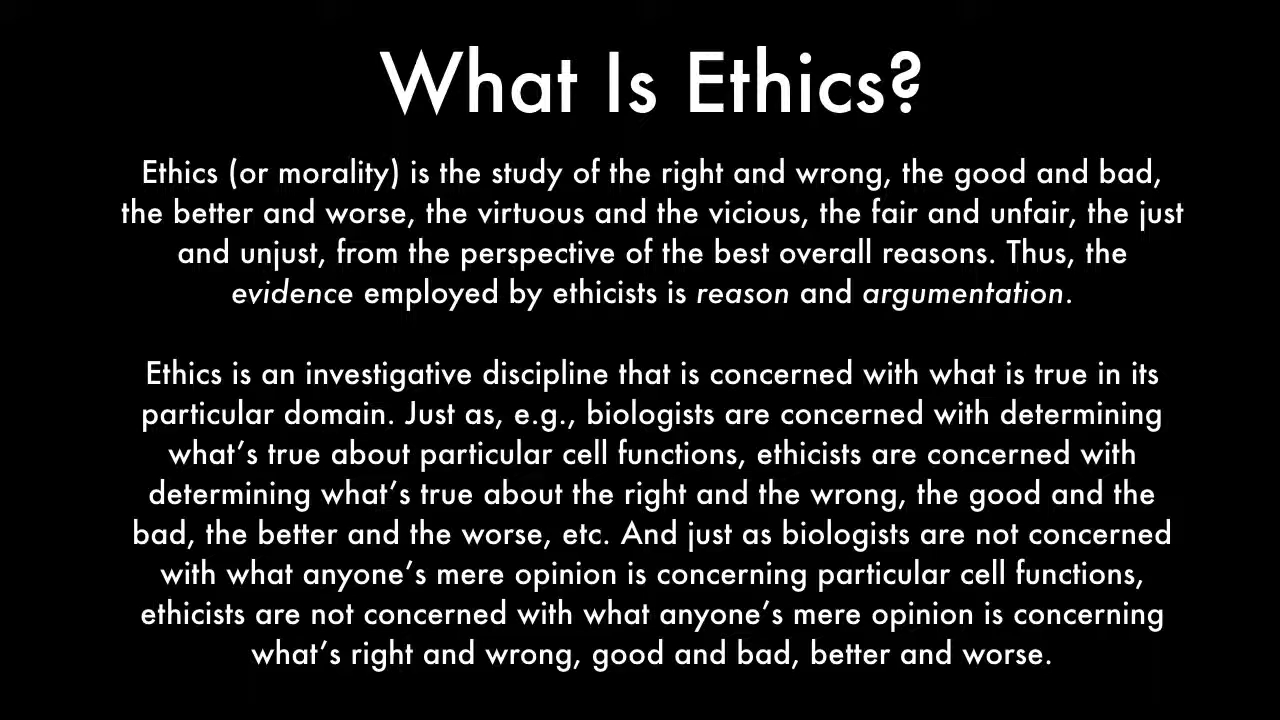 What Is Ethics?
Ethics (or morality) is the study of the right and wrong, the good and bad,
the better and worse, the virtuous and the vicious, the fair and unfair, the just
and unjust, from the perspective of the best overall reasons. Thus, the
evidence employed by ethicists is reason and argumentation.
Ethics is an investigative discipline that is concerned with what is true in its
particular domain. Just as, e.g., biologists are concerned with determining
what’s true about particular cell functions, ethicists are concerned with
determining what’s true about the right and the wrong, the good and the
bad, the better and the worse, etc. And just as biologists are not concerned
with what anyone’s mere opinion is concerning particular cell functions,
ethicists are not concerned with what anyone’s mere opinion is concerning
what’s right and wrong, good and bad, better and worse.